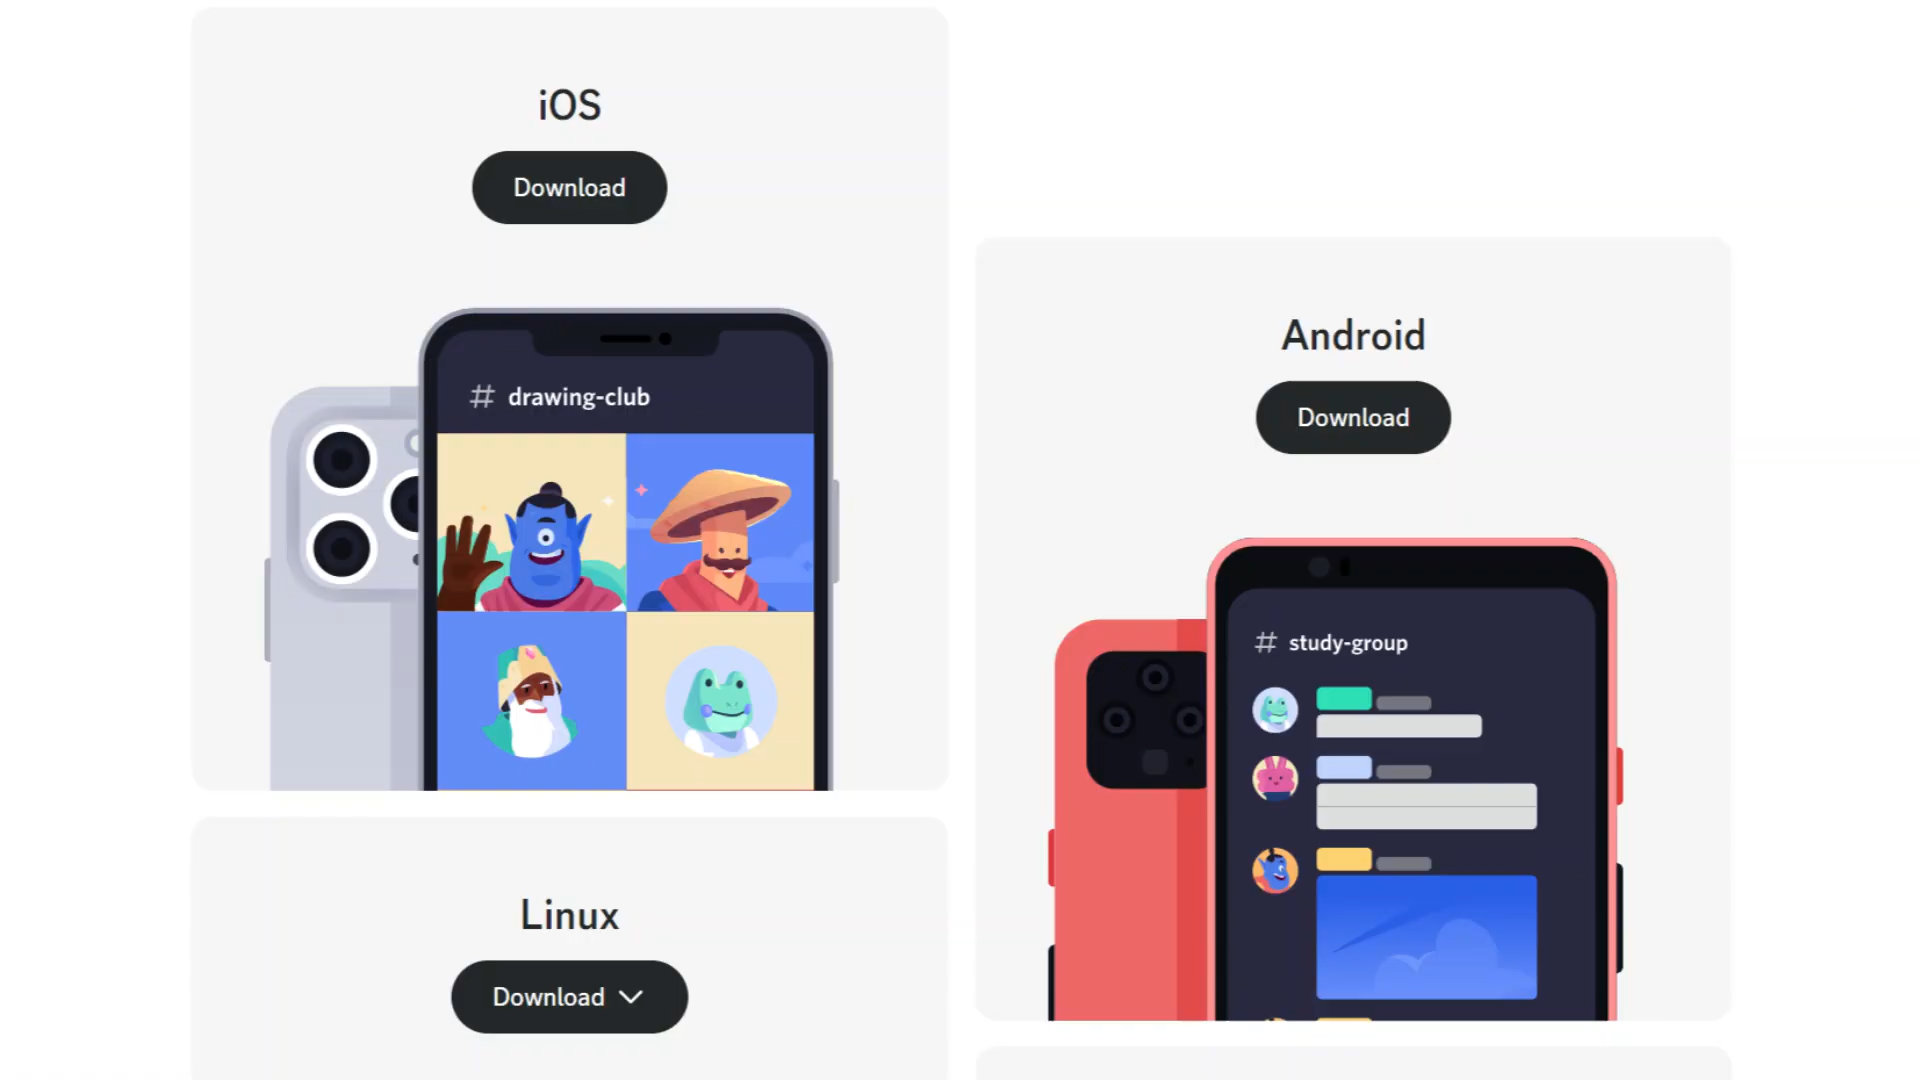 iOS
Download
# drawing-club
Android
Download
# study-group
Linux
Download